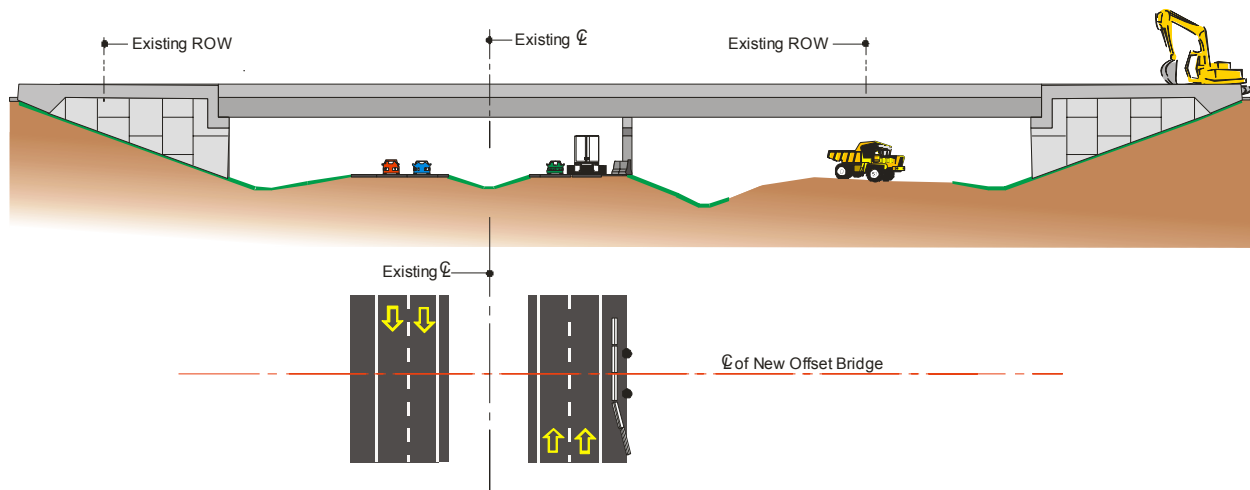 Existing ROW
Existing ℄
Existing ROW
Existing ℄
℄ of New Offset Bridge